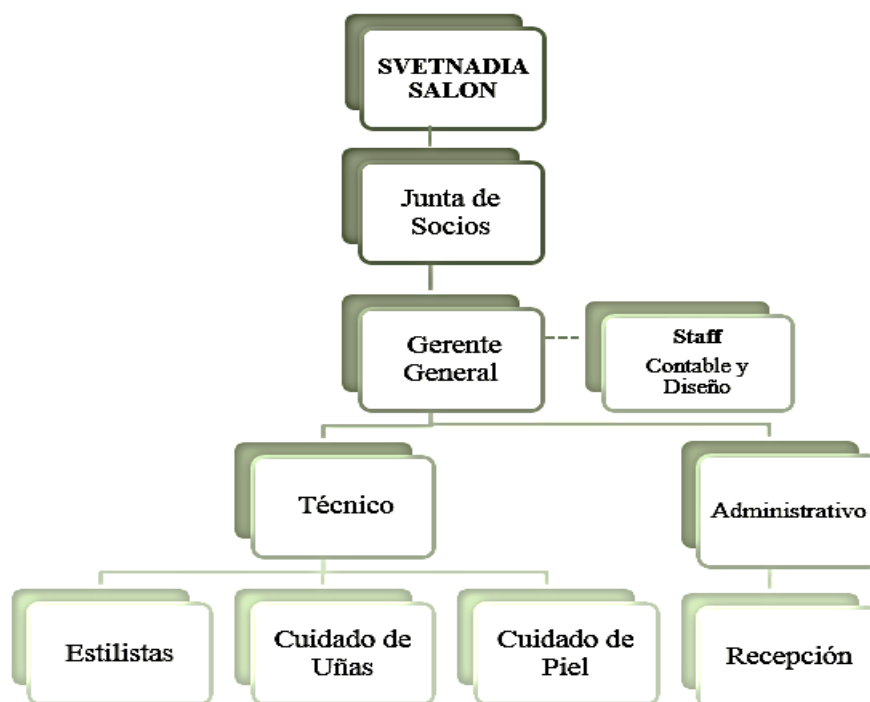 SVETNADIA
SALON
Junta de
Socios
Gerente
General
Staff
Contable y
Diseño
Técnico
Administrativo
Estilistas
Cuidado de
Uñas
Cuidado de
Piel
Recepción